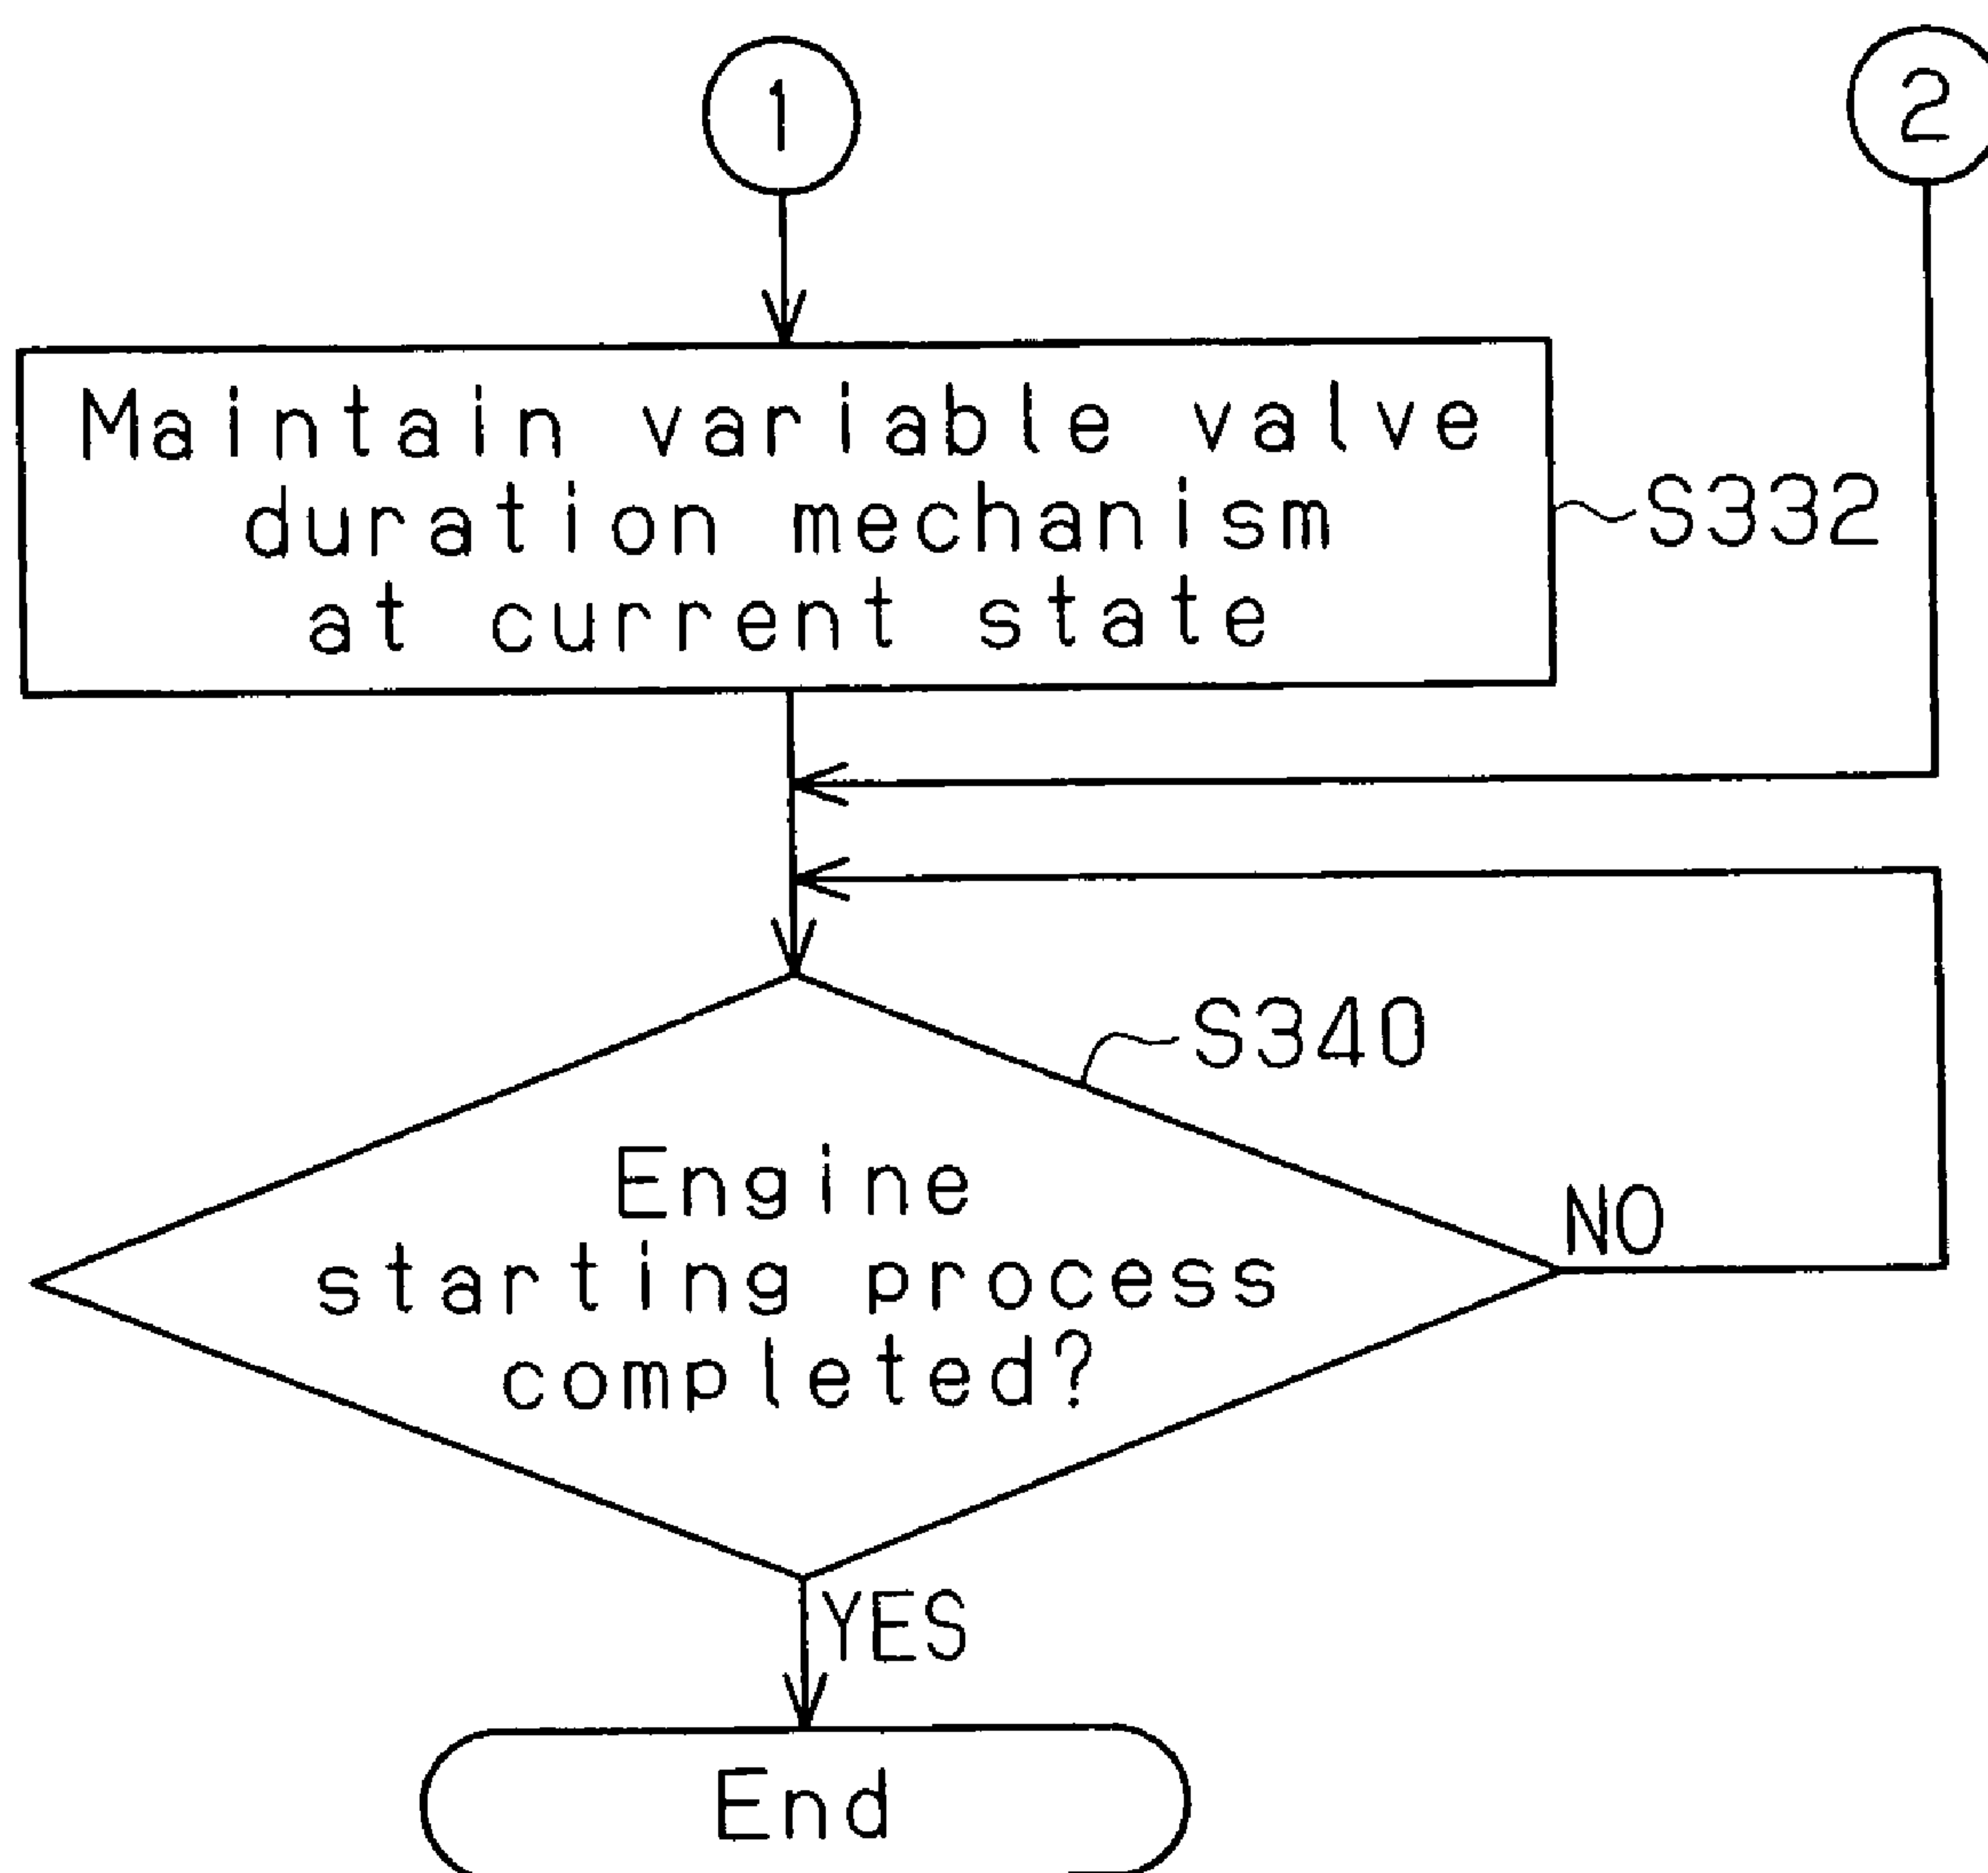 1
2
Maintain variable valve
duration mechanism
at current state
S332
S340
Engine
starting process
completed?
NO
YES
End